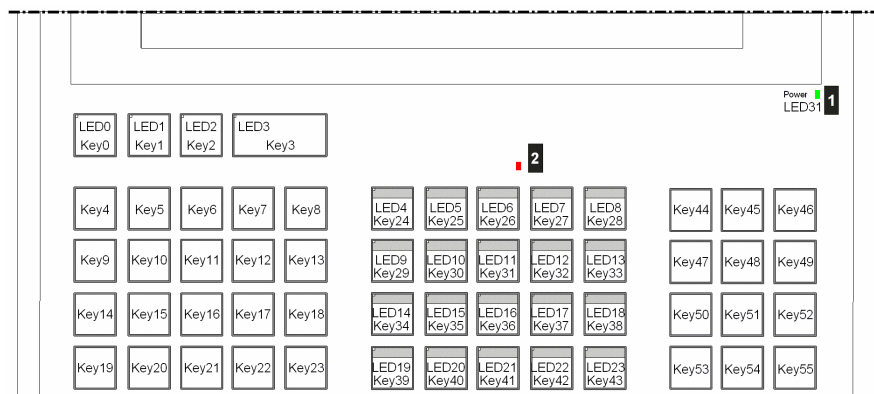 Power
LED31 1
LED0 LED1 LED2 LED3
Key0 Key1 Key2 Key3
2
Key4 Key5 Key6 Key7 Key8 LED4 LED5 LED6 LED7 LED8 Key44 Key45 Key46
Key24 Key25 Key26 Key27 Key28
Key9 Key10 Key11 Key12 Key13 LED9 LED10 LED11 LED12 LED13 Key47 Key48 Key49
Key29 Key30 Key31 Key32 Key33
Key14 Key15 Key16 Key17 Key18 LED14 LED15 LED16 LED17 LED18 Key50 Key51 Key52
Key34 Key35 Key36 Key37 Key38
Key19 Key20 Key21 Key22 Key23 LED19 LED20 LED21 LED22 LED23 Key53 Key54 Key55
Key39 Key40 Key41 Key42 Key43